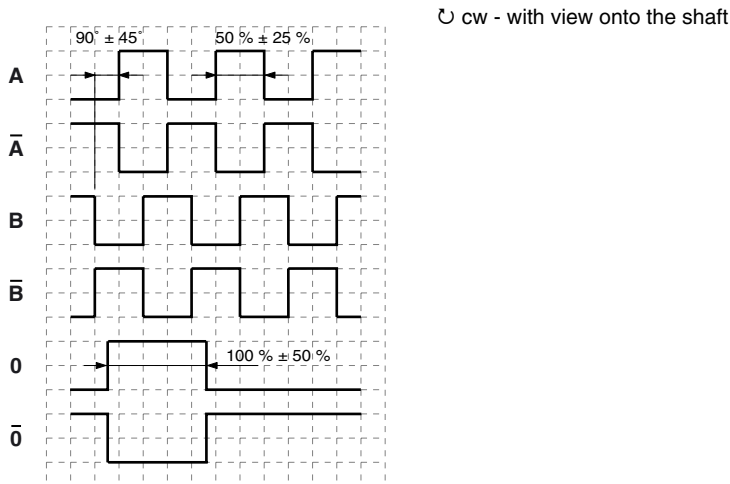 ↻ cw - with view onto the shaft
90° ± 45°
50 % ± 25 %
A
A̅
B
B̅
0
100 % ± 50 %
0̅